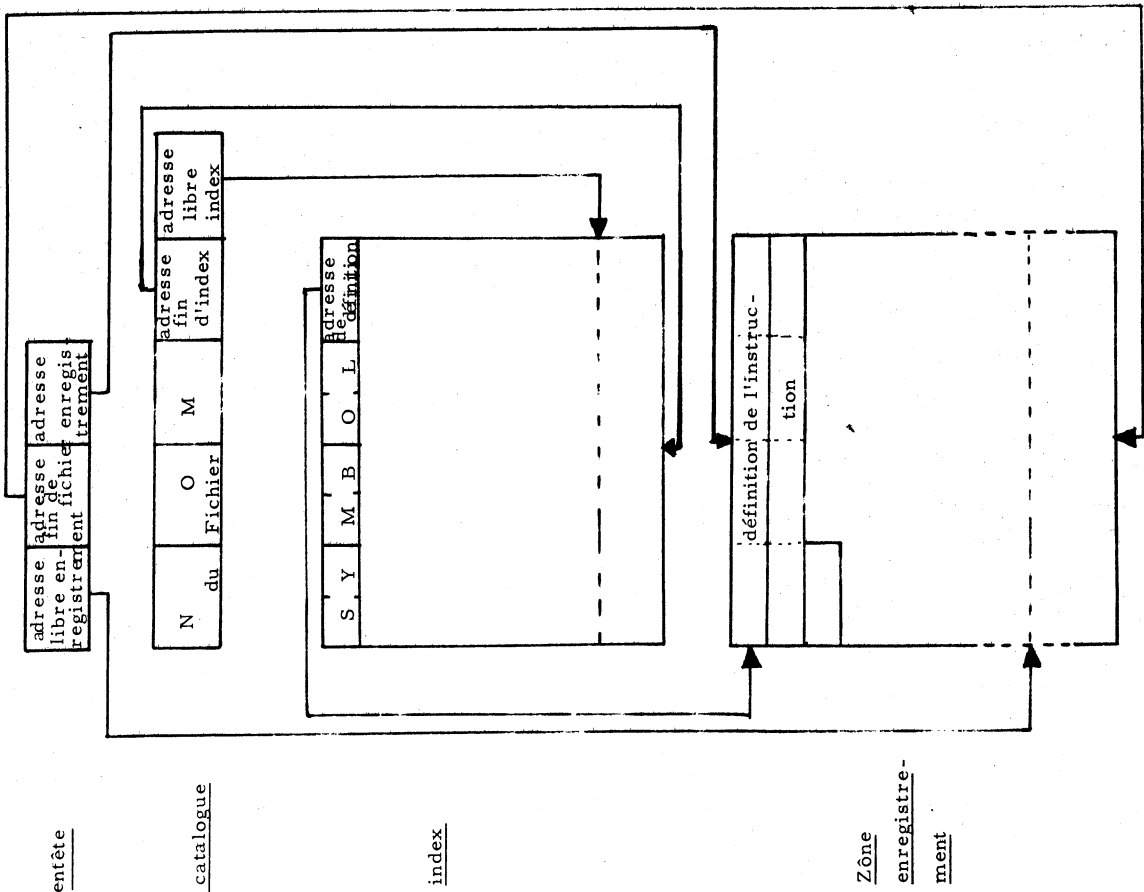 entête
adresse
libre en-
registrement
adresse
fin de
fichier
adresse
enregis-
trement
catalogue
N O M
du Fichier
adresse
fin
d'index
adresse
libre
index
index
S Y M B O L
adresse
de
définition
Zône
enregistre-
ment
définition de l'instruc-
tion